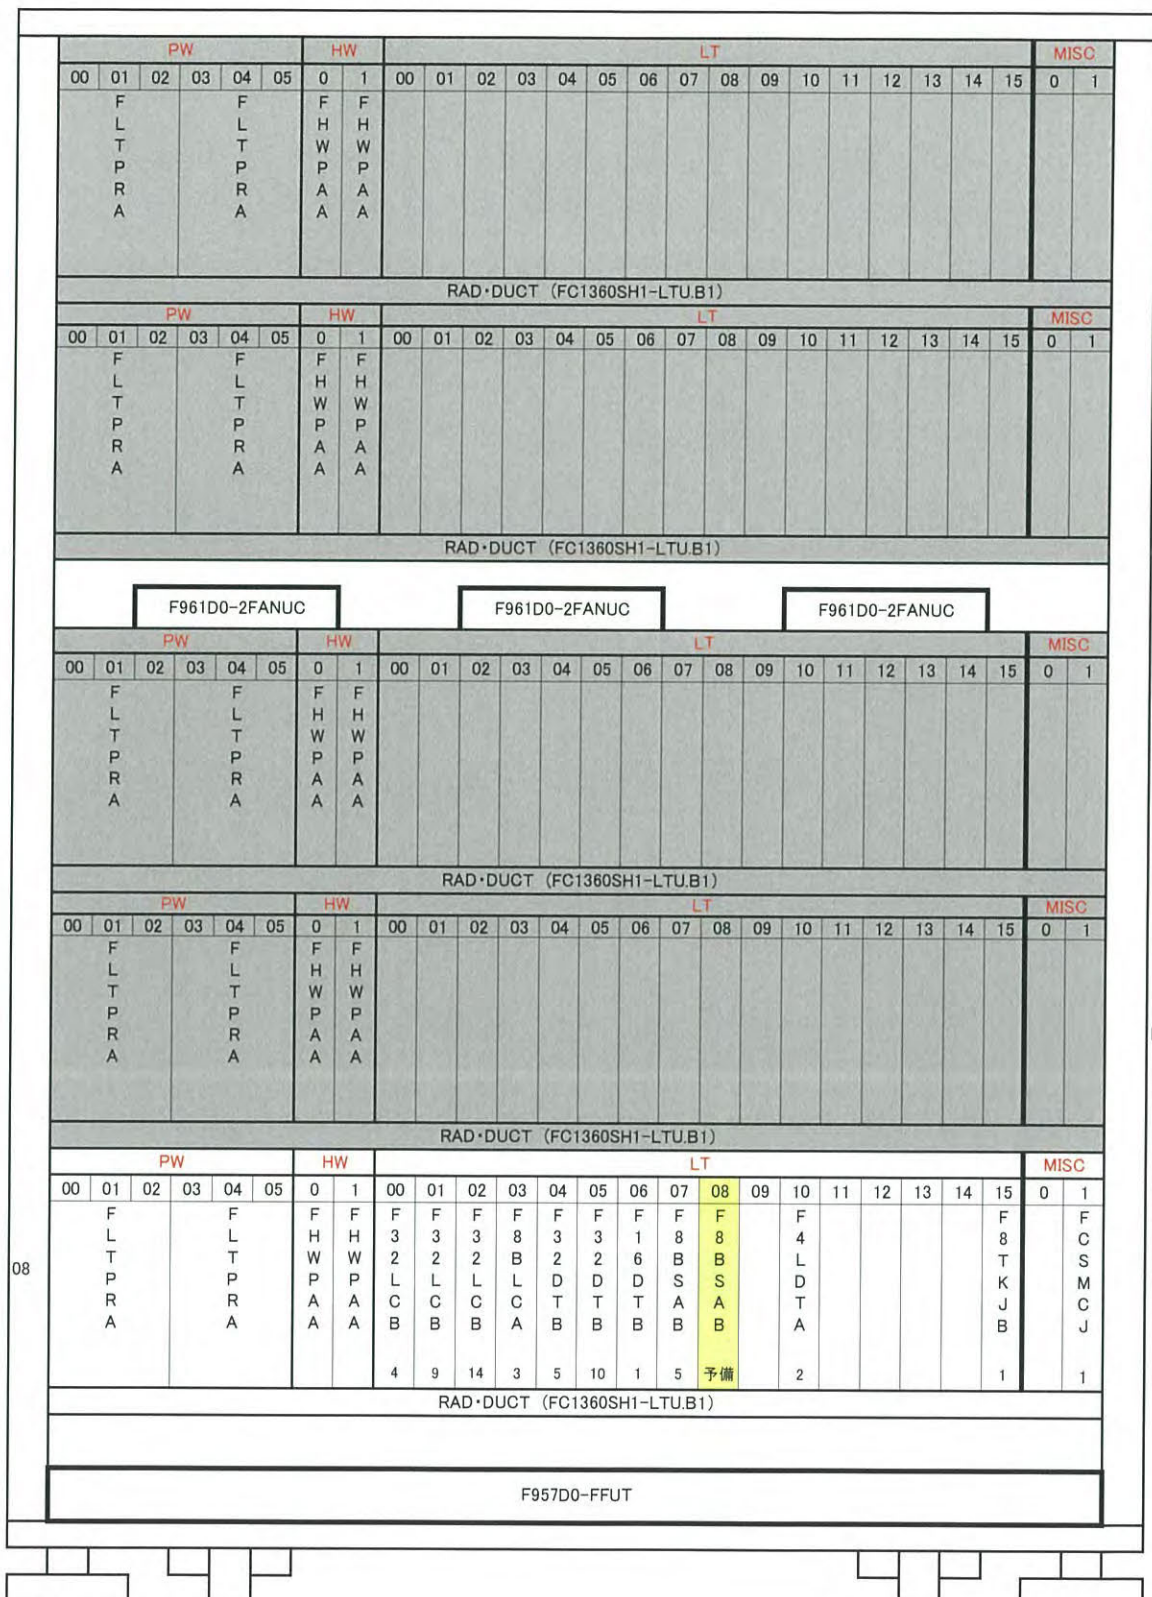 PW HW LT MISC
00 01 02 03 04 05 0 1 00 01 02 03 04 05 06 07 08 09 10 11 12 13 14 15 0 1
FLTPRA FLTPRA FHWPAA FHWPAA
RAD・DUCT (FC1360SH1-LTU.B1)
PW HW LT MISC
00 01 02 03 04 05 0 1 00 01 02 03 04 05 06 07 08 09 10 11 12 13 14 15 0 1
FLTPRA FLTPRA FHWPAA FHWPAA
RAD・DUCT (FC1360SH1-LTU.B1)
F961D0-2FANUC F961D0-2FANUC F961D0-2FANUC
PW HW LT MISC
00 01 02 03 04 05 0 1 00 01 02 03 04 05 06 07 08 09 10 11 12 13 14 15 0 1
FLTPRA FLTPRA FHWPAA FHWPAA
RAD・DUCT (FC1360SH1-LTU.B1)
PW HW LT MISC
00 01 02 03 04 05 0 1 00 01 02 03 04 05 06 07 08 09 10 11 12 13 14 15 0 1
FLTPRA FLTPRA FHWPAA FHWPAA
RAD・DUCT (FC1360SH1-LTU.B1)
PW HW LT MISC
00 01 02 03 04 05 0 1 00 01 02 03 04 05 06 07 08 09 10 11 12 13 14 15 0 1
08
FLTPRA FLTPRA FHWPAA FHWPAA F32LCB F32LCB F32LCB F8BLCA F32DTB F32DTB F16DTB F8BSAB F8BSAB F4LDTA F8TKJB FCSMCJ
4 9 14 3 5 10 1 5 予備 2 1 1
RAD・DUCT (FC1360SH1-LTU.B1)
F957D0-FFUT